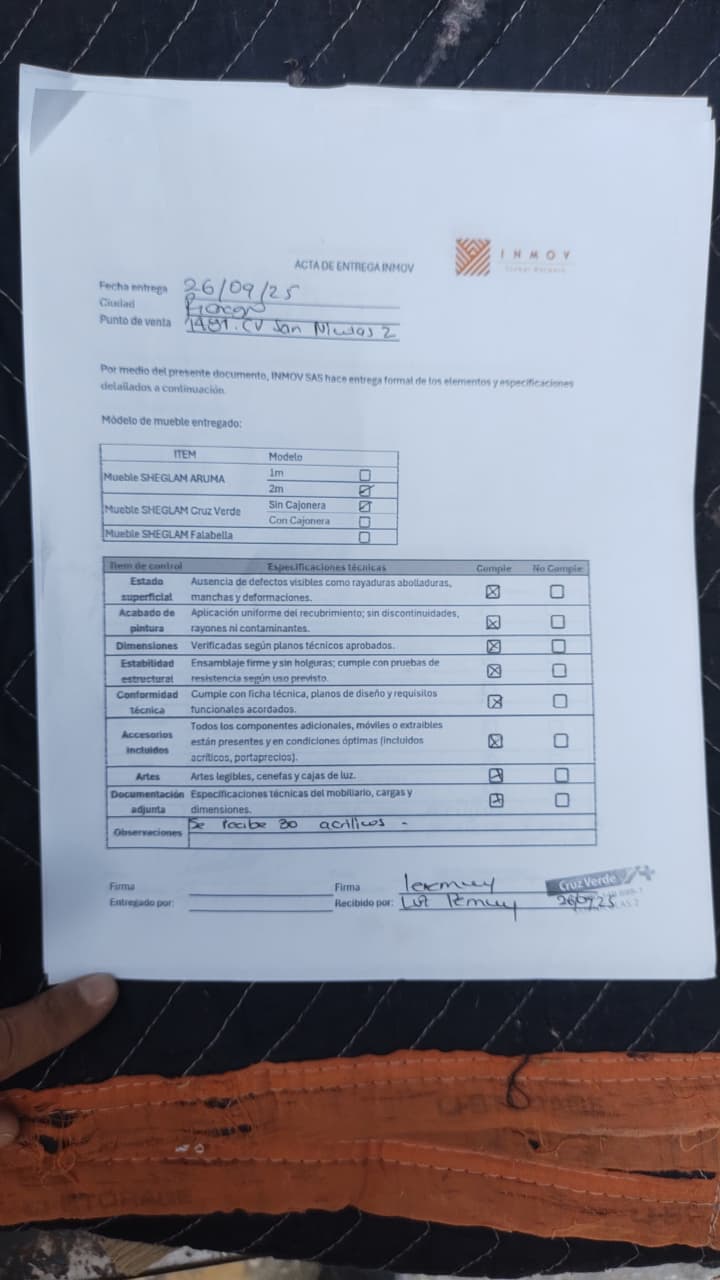 INMOV
ACTA DE ENTREGA INMOV
Fecha entrega 26/09/25
Ciudad
Punto de venta 1481. CV San 2
Por medio del presente documento, INMOV SAS hace entrega formal de los elementos y especificaciones
detallados a continuación.
Módelo de mueble entregado:
ITEM Modelo
Mueble SHEGLAM ARUMA 1m
2m
Mueble SHEGLAM Cruz Verde Sin Cajonera
Con Cajonera
Mueble SHEGLAM Falabella
Ítem de control Especificaciones técnicas Cumple No Cumple
Estado superficial Ausencia de defectos visibles como rayaduras abolladuras,
manchas y deformaciones.
Acabado de pintura Aplicación uniforme del recubrimiento; sin discontinuidades,
rayones ni contaminantes.
Dimensiones Verificadas según planos técnicos aprobados.
Estabilidad estructural Ensamblaje firme y sin holguras; cumple con pruebas de
resistencia según uso previsto.
Conformidad técnica Cumple con ficha técnica, planos de diseño y requisitos
funcionales acordados.
Accesorios incluidos Todos los componentes adicionales, móviles o extraibles
están presentes y en condiciones óptimas (incluidos
acrílicos, portaprecios).
Artes Artes legibles, cenefas y cajas de luz.
Documentación adjunta Especificaciones técnicas del mobiliario, cargas y
dimensiones.
Observaciones Se recibe 30 acrilicos -
Firma
Entregado por:
Firma
Recibido por:
Cruz Verde
26/09/25